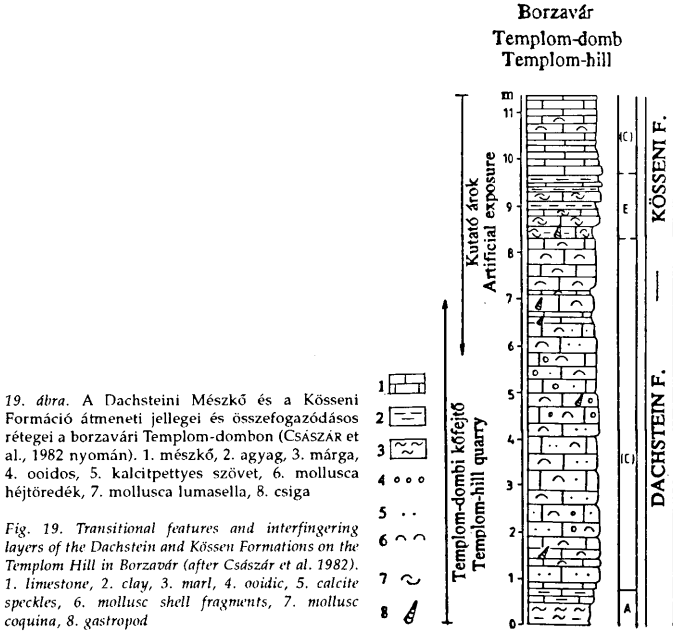 Borzavár
Templom-domb
Templom-hill
m
11
10
9
8
7
6
5
4
3
2
1
0
(C)
E
(C)
A
KÖSSENI F.
DACHSTEIN F.
Kutató árok
Artificial exposure
Templom-dombi kőfejtő
Templom-hill quarry
1
2
3
4
5
6
7
8
19. ábra. A Dachsteini Mészkő és a Kösseni
Formáció átmeneti jellegei és összefogazódásos
rétegei a borzavári Templom-dombon (CSÁSZÁR et
al., 1982 nyomán). 1. mészkő, 2. agyag, 3. márga,
4. ooidos, 5. kalcitpettyes szövet, 6. mollusca
héjtöredék, 7. mollusca lumasella, 8. csiga
Fig. 19. Transitional features and interfingering
layers of the Dachstein and Kössen Formations on the
Templom Hill in Borzavár (after Császár et al. 1982).
1. limestone, 2. clay, 3. marl, 4. ooidic, 5. calcite
speckles, 6. mollusc shell fragments, 7. mollusc
coquina, 8. gastropod